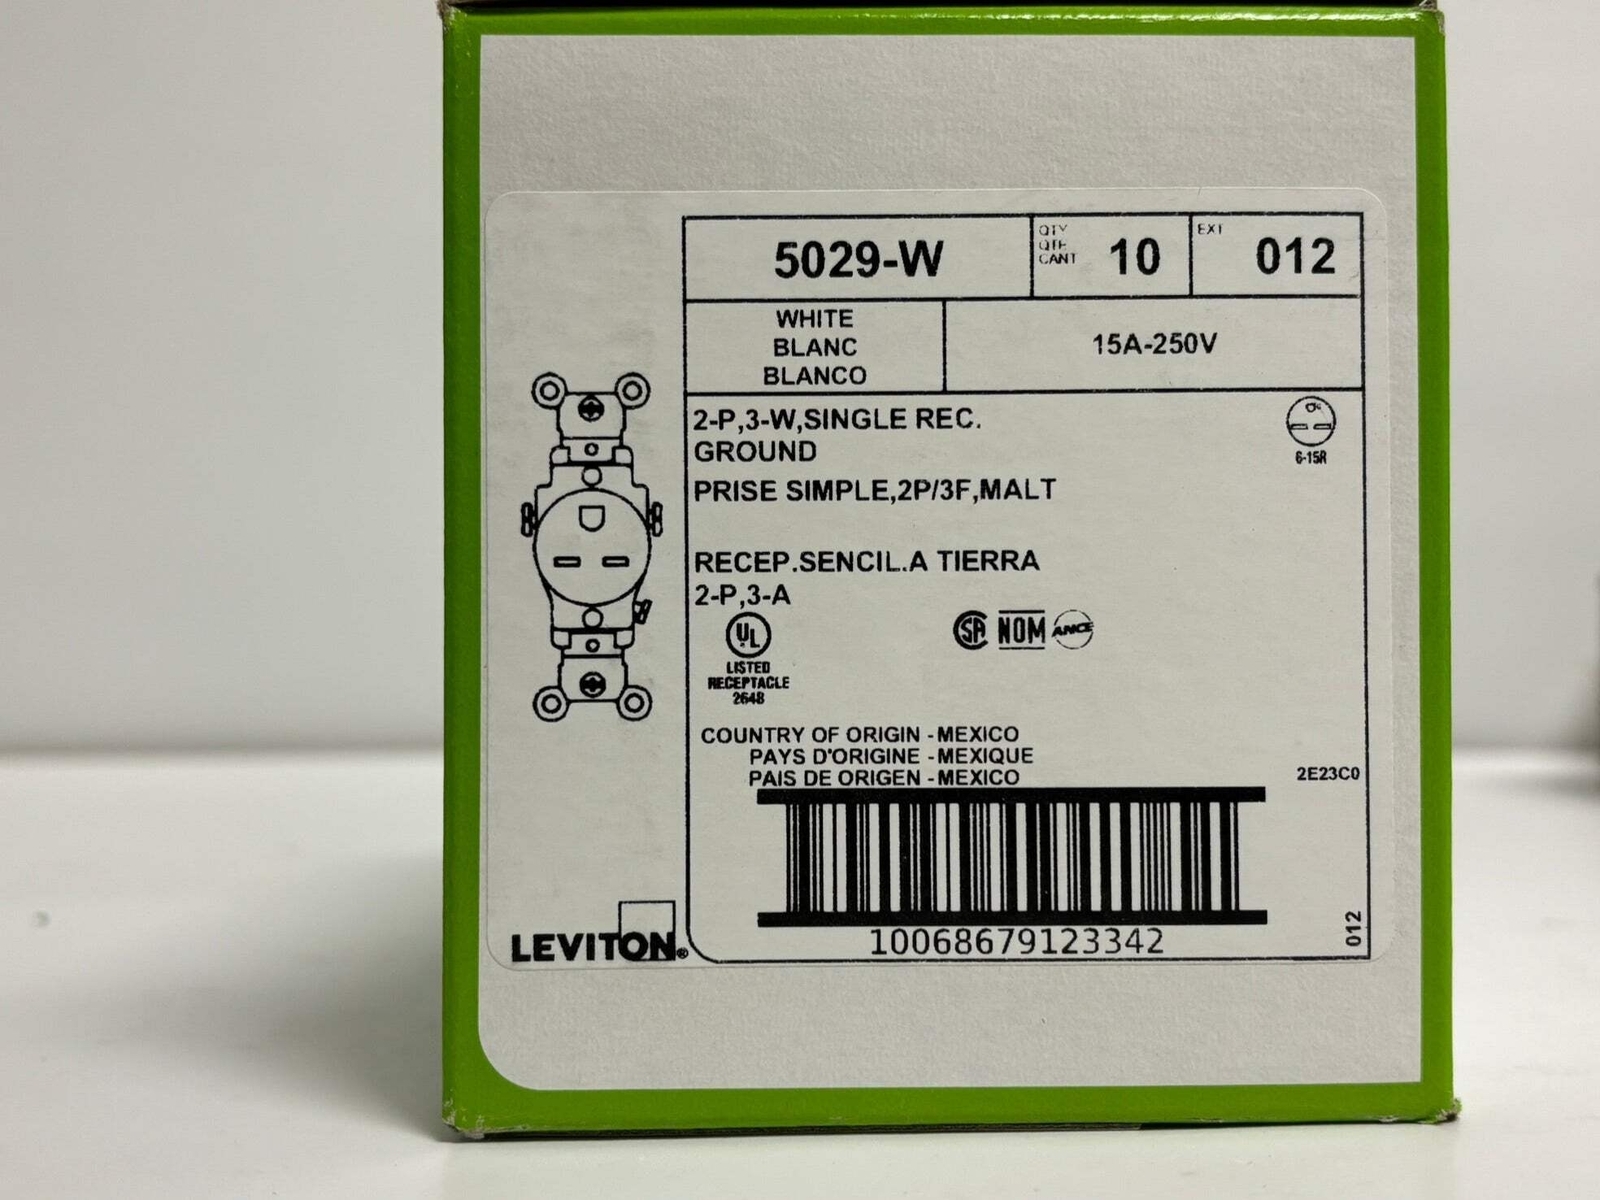 5029-W
QTY
QTE
CANT
10
EXT
012
WHITE
BLANC
BLANCO
15A-250V
2-P,3-W,SINGLE REC.
GROUND
6-15R
PRISE SIMPLE,2P/3F,MALT
RECEP.SENCIL.A TIERRA
2-P,3-A
UL
LISTED
RECEPTACLE
2648
SA NOM ANCE
COUNTRY OF ORIGIN - MEXICO
PAYS D'ORIGINE - MEXIQUE
PAIS DE ORIGEN - MEXICO
2E23C0
10068679123342
012
LEVITON®